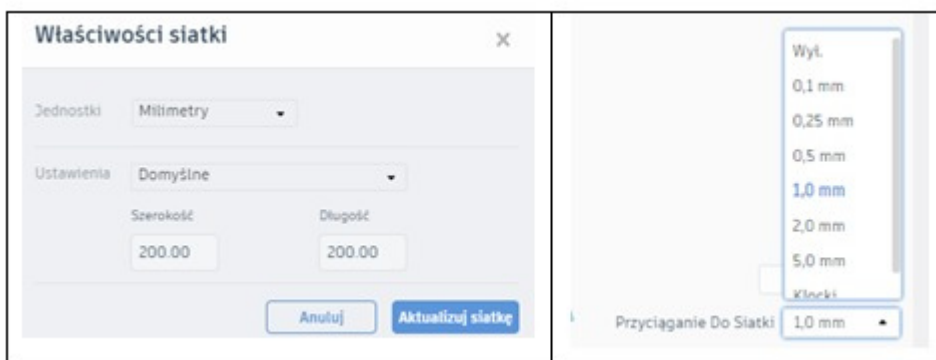 Właściwości siatki
×
Jednostki Milimetry
Ustawienia Domyślne
Szerokość Długość
200.00 200.00
Anuluj Aktualizuj siatkę
Wył.
0,1 mm
0,25 mm
0,5 mm
1,0 mm
2,0 mm
5,0 mm
Klocki
Przyciąganie Do Siatki 1,0 mm